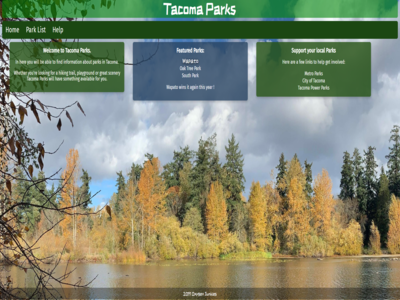 Tacoma Parks
Home Park List Help
Welcome to Tacoma Parks.
In here you will be able to find information about parks in Tacoma.
Whether you're looking for a hiking trail, playground or great scenery
Tacoma Parks will have something available for you.
Featured Parks
Wapato
Oak Tree Park
South Park
Wapato wins it again this year!
Support your local Parks
Here are a few links to help get involved:
Metro Parks
City of Tacoma
Tacoma Power Parks